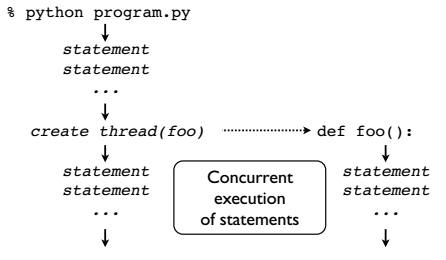 % python program.py
statement
statement
...
create thread(foo)
def foo():
statement
statement
...
Concurrent
execution
of statements
statement
statement
...